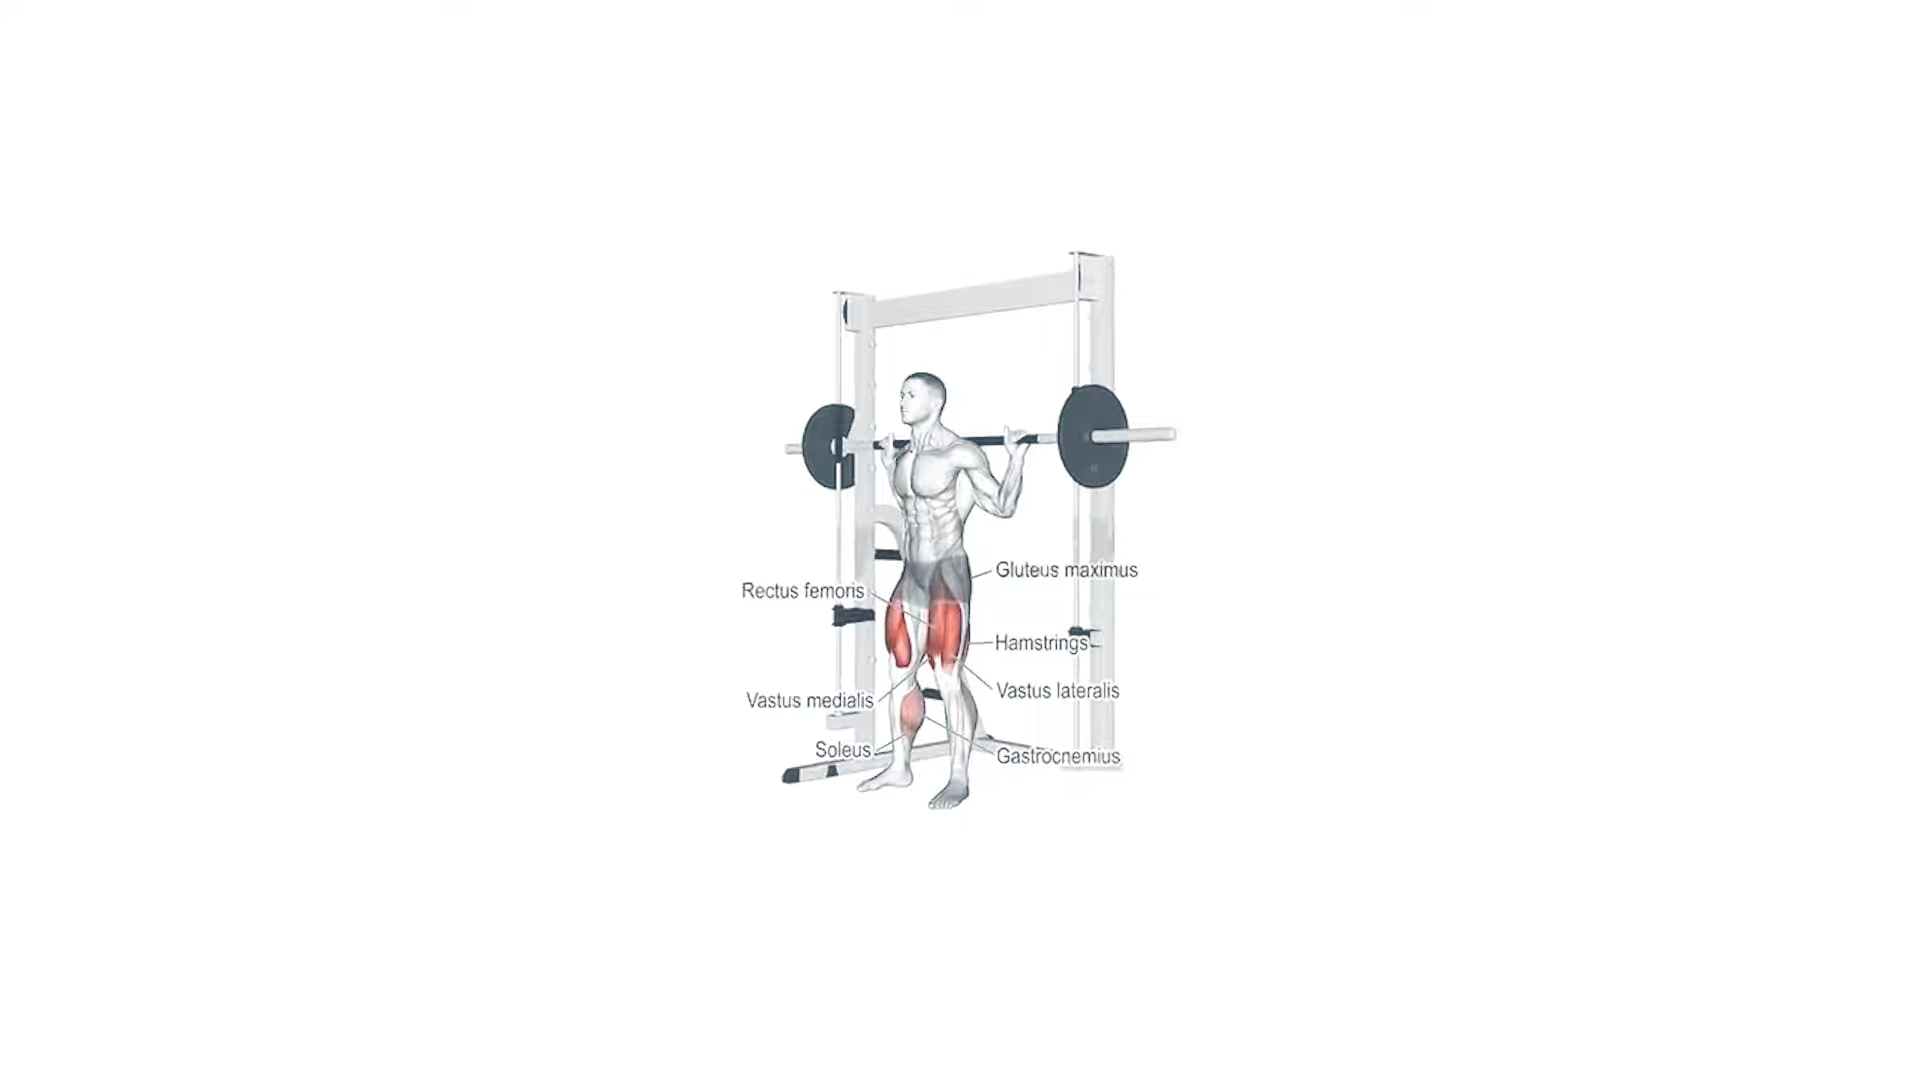 Gluteus maximus
Rectus femoris
Hamstrings
Vastus lateralis
Vastus medialis
Soleus
Gastrocnemius